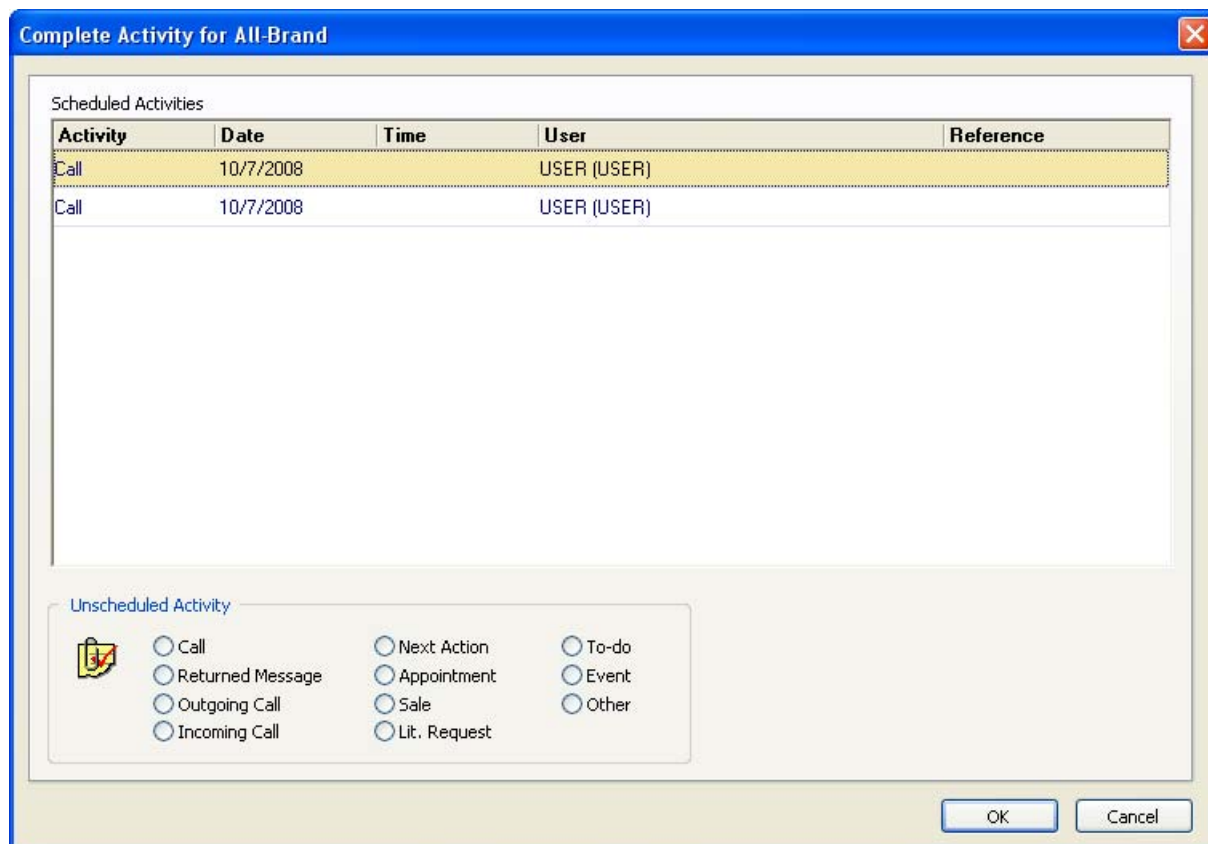 Complete Activity for All-Brand
Scheduled Activities
Activity Date Time User Reference
Call 10/7/2008 USER (USER)
Call 10/7/2008 USER (USER)
Unscheduled Activity
Call Next Action To-do
Returned Message Appointment Event
Outgoing Call Sale Other
Incoming Call Lit. Request
OK Cancel